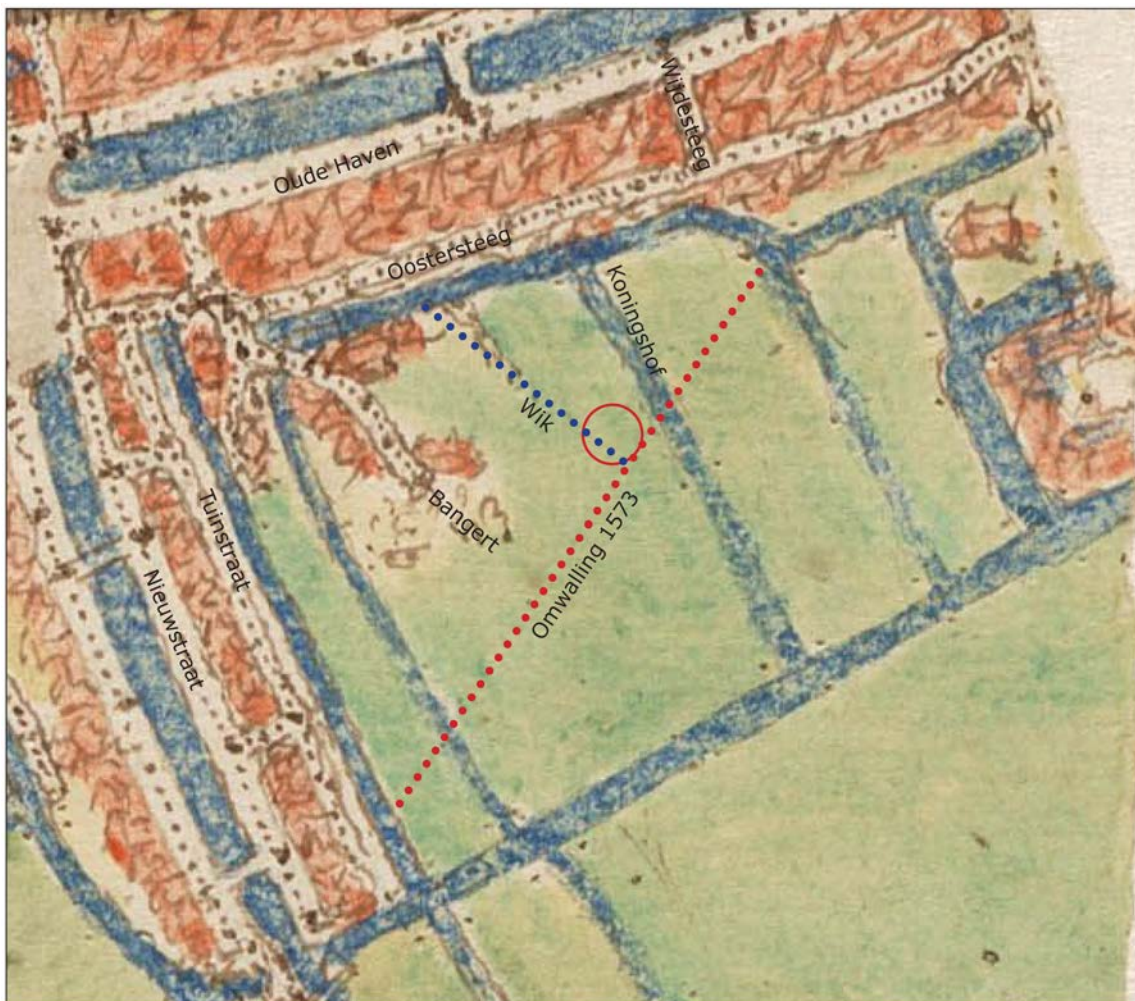 Wijdesteeg
Oude Haven
Oostersteeg
Koningshof
Wik
Bangert
Tuinstraat
Omwalling 1573
Nieuwstraat